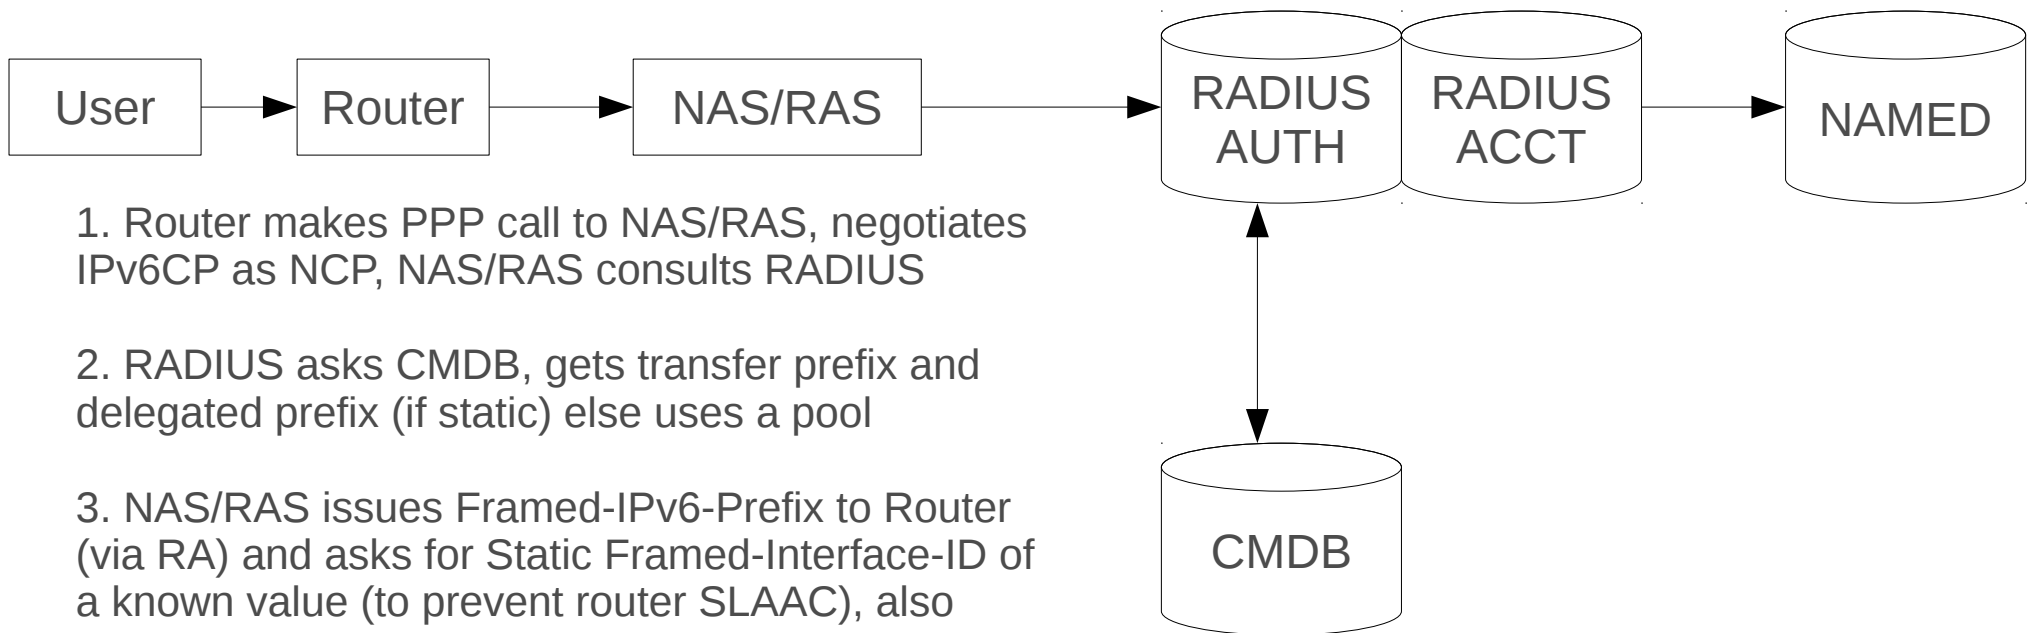 User
Router
NAS/RAS
RADIUS
AUTH
RADIUS
ACCT
NAMED
1. Router makes PPP call to NAS/RAS, negotiates
IPv6CP as NCP, NAS/RAS consults RADIUS
2. RADIUS asks CMDB, gets transfer prefix and
delegated prefix (if static) else uses a pool
3. NAS/RAS issues Framed-IPv6-Prefix to Router
(via RA) and asks for Static Framed-Interface-ID of
a known value (to prevent router SLAAC), also
CMDB